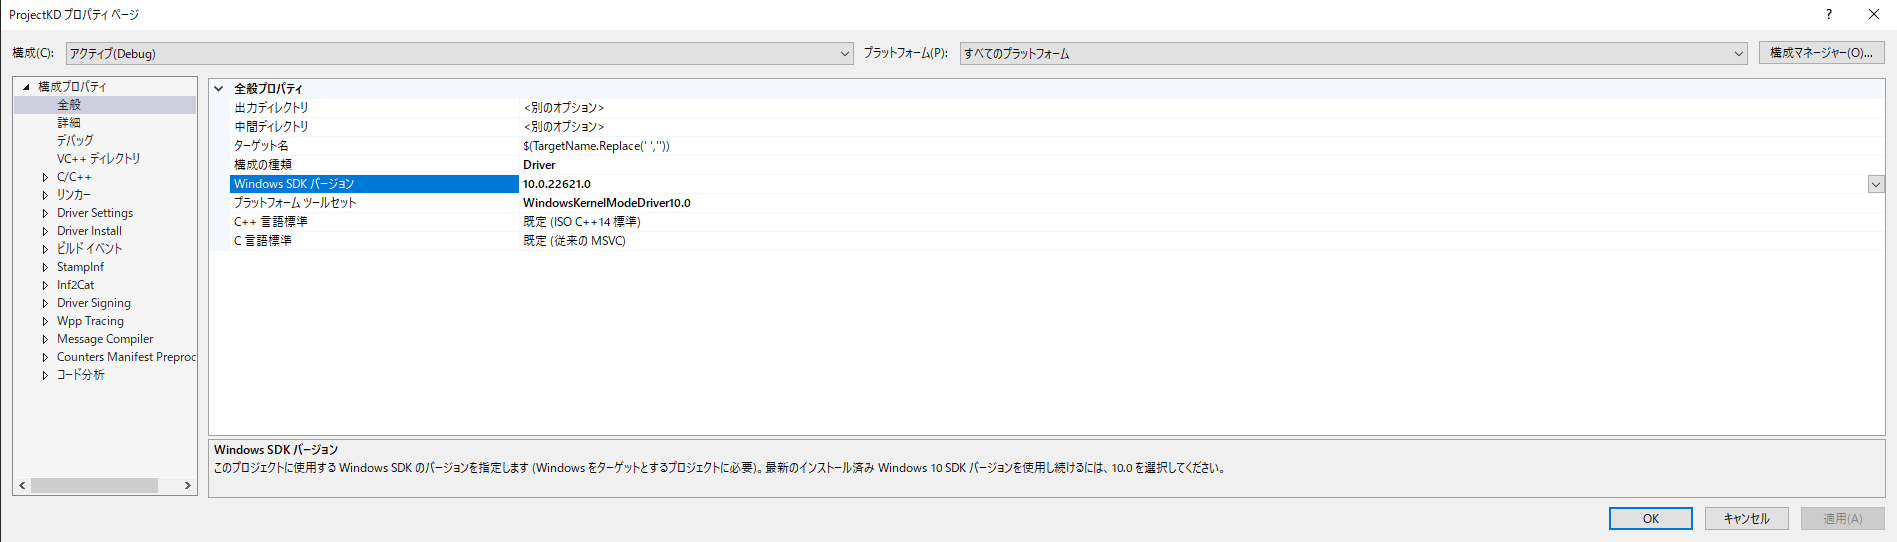 ProjectKD プロパティ ページ
? ×
構成(C): アクティブ(Debug) プラットフォーム(P): すべてのプラットフォーム 構成マネージャー(O)...
構成プロパティ
全般
詳細
デバッグ
VC++ ディレクトリ
C/C++
リンカー
Driver Settings
Driver Install
ビルド イベント
StampInf
Inf2Cat
Driver Signing
Wpp Tracing
Message Compiler
Counters Manifest Preproc
コード分析
全般プロパティ
出力ディレクトリ <別のオプション>
中間ディレクトリ <別のオプション>
ターゲット名 $(TargetName.Replace(' ',''))
構成の種類 Driver
Windows SDK バージョン 10.0.22621.0
プラットフォーム ツールセット WindowsKernelModeDriver10.0
C++ 言語標準 既定 (ISO C++14 標準)
C 言語標準 既定 (従来の MSVC)
Windows SDK バージョン
このプロジェクトに使用する Windows SDK のバージョンを指定します (Windows をターゲットとするプロジェクトに必要)。最新のインストール済み Windows 10 SDK バージョンを使用し続けるには、10.0 を選択してください。
OK キャンセル 適用(A)